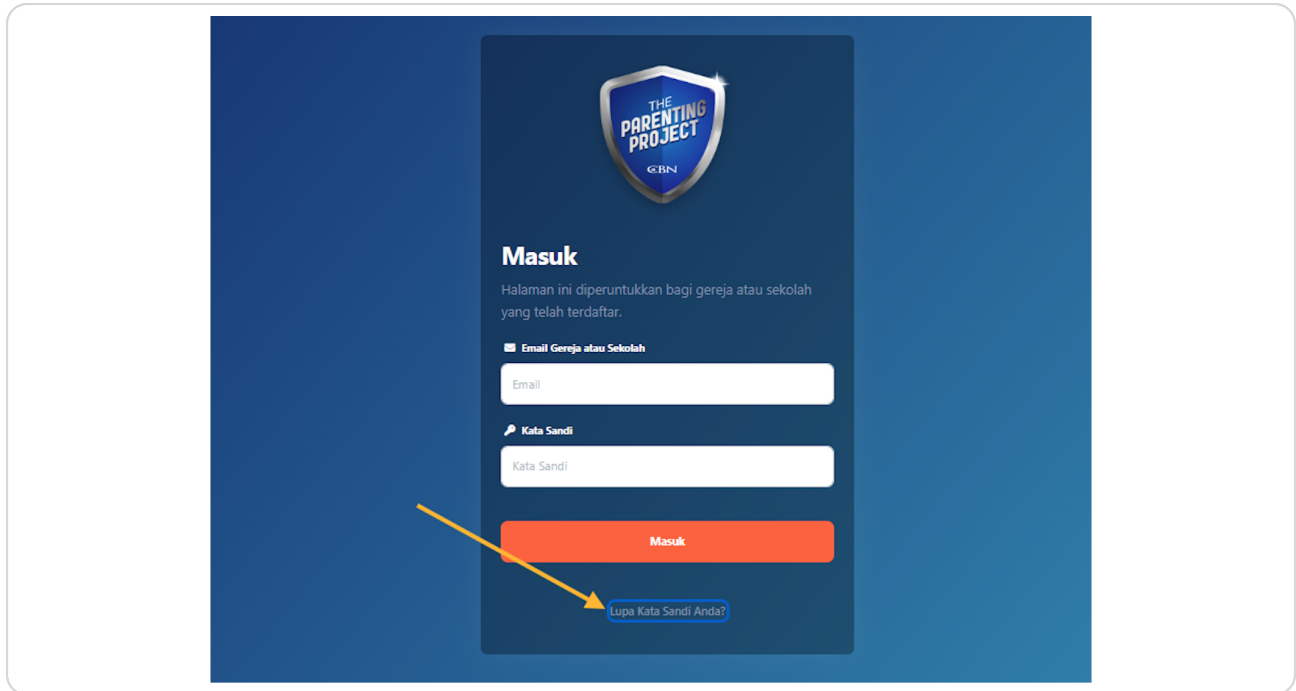 THE
PARENTING
PROJECT
CBN
Masuk
Halaman ini diperuntukkan bagi gereja atau sekolah
yang telah terdaftar.
Email Gereja atau Sekolah
Email
Kata Sandi
Kata Sandi
Masuk
Lupa Kata Sandi Anda?